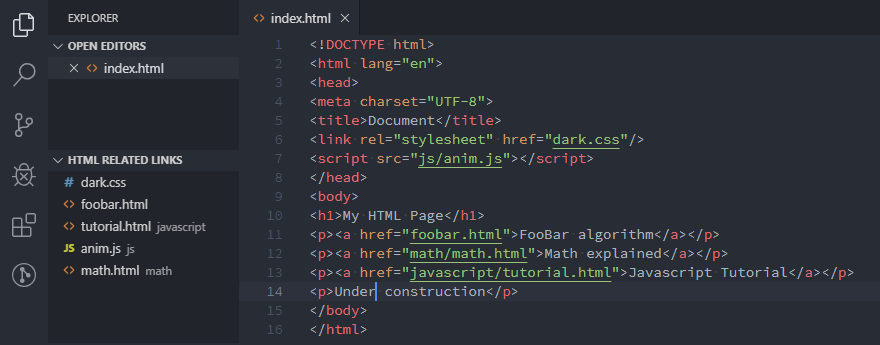 EXPLORER
OPEN EDITORS
index.html
HTML RELATED LINKS
# dark.css
<> foobar.html
<> tutorial.html javascript
JS anim.js js
<> math.html math
<> index.html
1 <!DOCTYPE html>
2 <html lang="en">
3 <head>
4 <meta charset="UTF-8">
5 <title>Document</title>
6 <link rel="stylesheet" href="dark.css"/>
7 <script src="js/anim.js"></script>
8 </head>
9 <body>
10 <h1>My HTML Page</h1>
11 <p><a href="foobar.html">FooBar algorithm</a></p>
12 <p><a href="math/math.html">Math explained</a></p>
13 <p><a href="javascript/tutorial.html">Javascript Tutorial</a></p>
14 <p>Under construction</p>
15 </body>
16 </html>